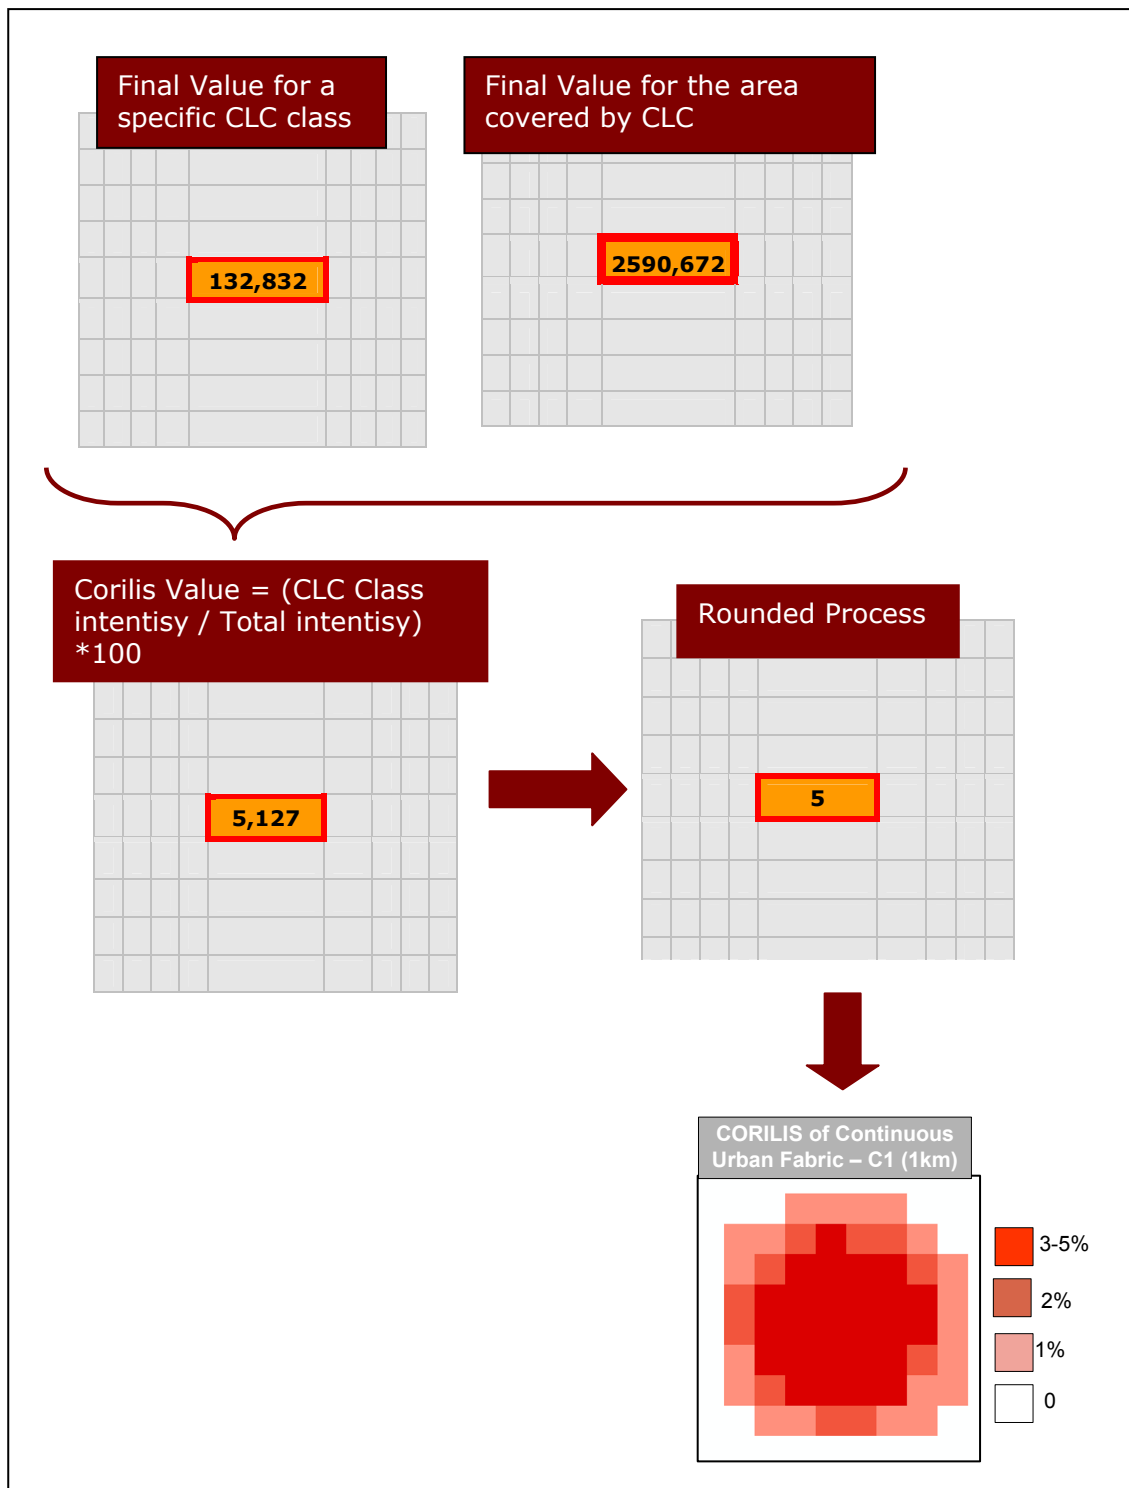 Final Value for a
specific CLC class
Final Value for the area
covered by CLC
132,832
2590,672
Corilis Value = (CLC Class
intentisy / Total intentisy)
*100
Rounded Process
5,127
5
CORILIS of Continuous
Urban Fabric – C1 (1km)
3-5%
2%
1%
0